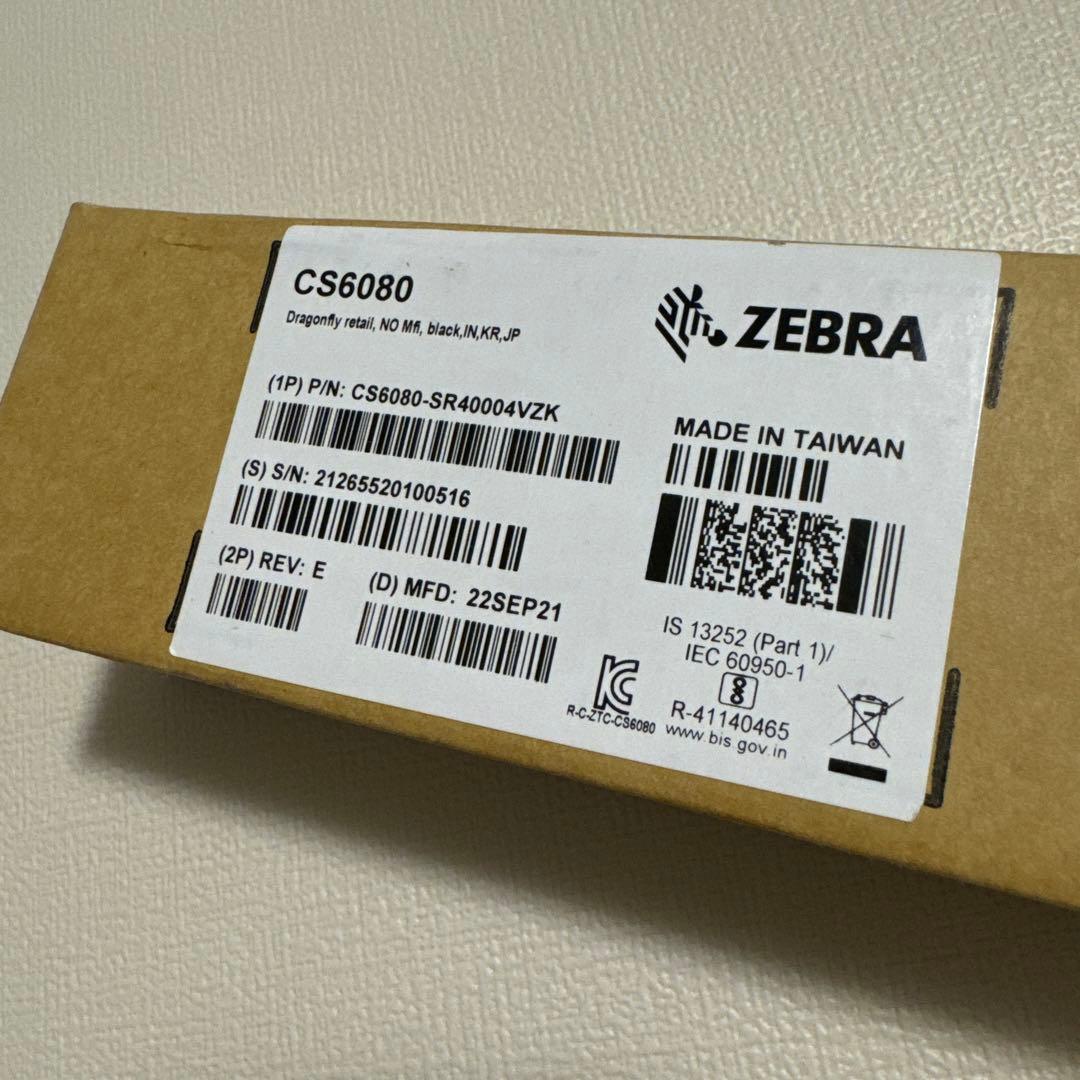 CS6080
Dragonfly retail, NO Mfi, black,IN,KR,JP
ZEBRA
(1P) P/N: CS6080-SR40004VZK
MADE IN TAIWAN
(S) S/N: 21265520100516
(2P) REV: E
(D) MFD: 22SEP21
IS 13252 (Part 1)/
IEC 60950-1
R-C-ZTC-CS6080
R-41140465
www.bis.gov.in